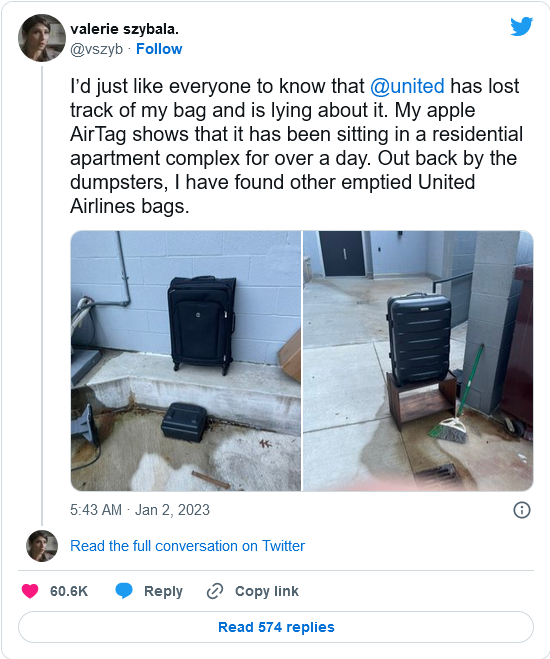 valerie szybala.
@vszyb · Follow
I’d just like everyone to know that @united has lost
track of my bag and is lying about it. My apple
AirTag shows that it has been sitting in a residential
apartment complex for over a day. Out back by the
dumpsters, I have found other emptied United
Airlines bags.
5:43 AM · Jan 2, 2023
Read the full conversation on Twitter
60.6K Reply Copy link
Read 574 replies